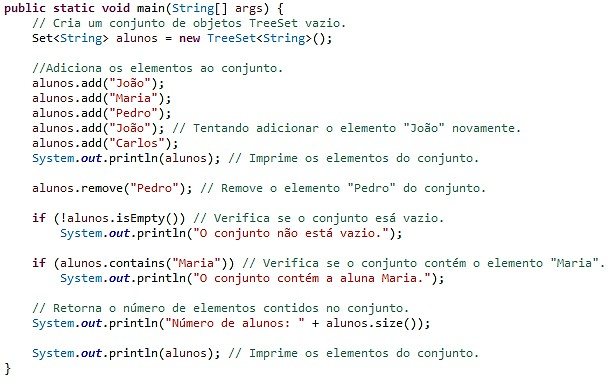 public static void main(String[] args) {
    // Cria um conjunto de objetos TreeSet vazio.
    Set<String> alunos = new TreeSet<String>();

    //Adiciona os elementos ao conjunto.
    alunos.add("João");
    alunos.add("Maria");
    alunos.add("Pedro");
    alunos.add("João"); // Tentando adicionar o elemento "João" novamente.
    alunos.add("Carlos");
    System.out.println(alunos); // Imprime os elementos do conjunto.

    alunos.remove("Pedro"); // Remove o elemento "Pedro" do conjunto.

    if (!alunos.isEmpty()) // Verifica se o conjunto esá vazio.
        System.out.println("O conjunto não está vazio.");

    if (alunos.contains("Maria")) // Verifica se o conjunto contém o elemento "Maria".
        System.out.println("O conjunto contém a aluna Maria.");

    // Retorna o número de elementos contidos no conjunto.
    System.out.println("Número de alunos: " + alunos.size());

    System.out.println(alunos); // Imprime os elementos do conjunto.
}